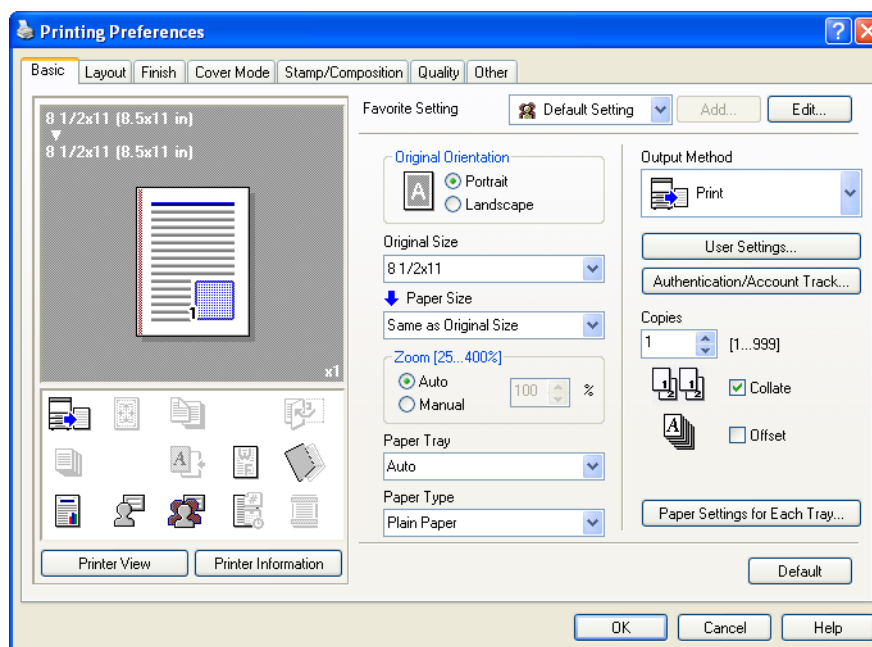 Printing Preferences
Basic Layout Finish Cover Mode Stamp/Composition Quality Other
8 1/2x11 (8.5x11 in)
8 1/2x11 (8.5x11 in)
1
x1
Printer View Printer Information
Favorite Setting Default Setting Add... Edit...
Original Orientation
A
Portrait
Landscape
Original Size
8 1/2x11
Paper Size
Same as Original Size
Zoom [25...400%]
Auto
Manual
100 %
Paper Tray
Auto
Paper Type
Plain Paper
Output Method
Print
User Settings...
Authentication/Account Track...
Copies
1 [1...999]
Collate
Offset
Paper Settings for Each Tray...
Default
OK Cancel Help